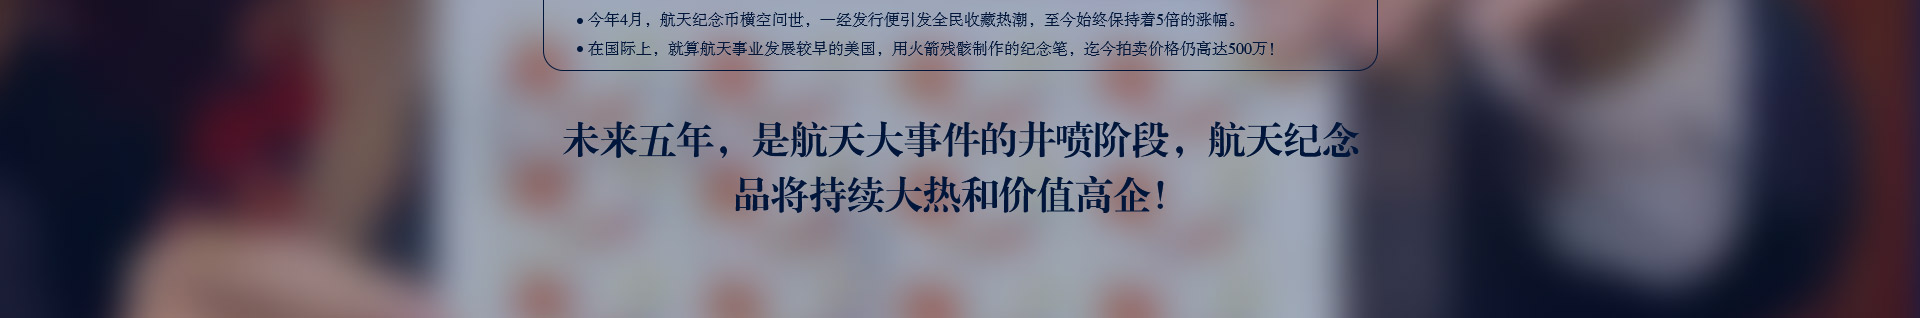 • 今年4月，航天纪念币横空问世，一经发行便引发全民收藏热潮，至今始终保持着5倍的涨幅。
• 在国际上，就算航天事业发展较早的美国，用火箭残骸制作的纪念笔，迄今拍卖价格仍高达500万！
未来五年，是航天大事件的井喷阶段，航天纪念
品将持续大热和价值高企！